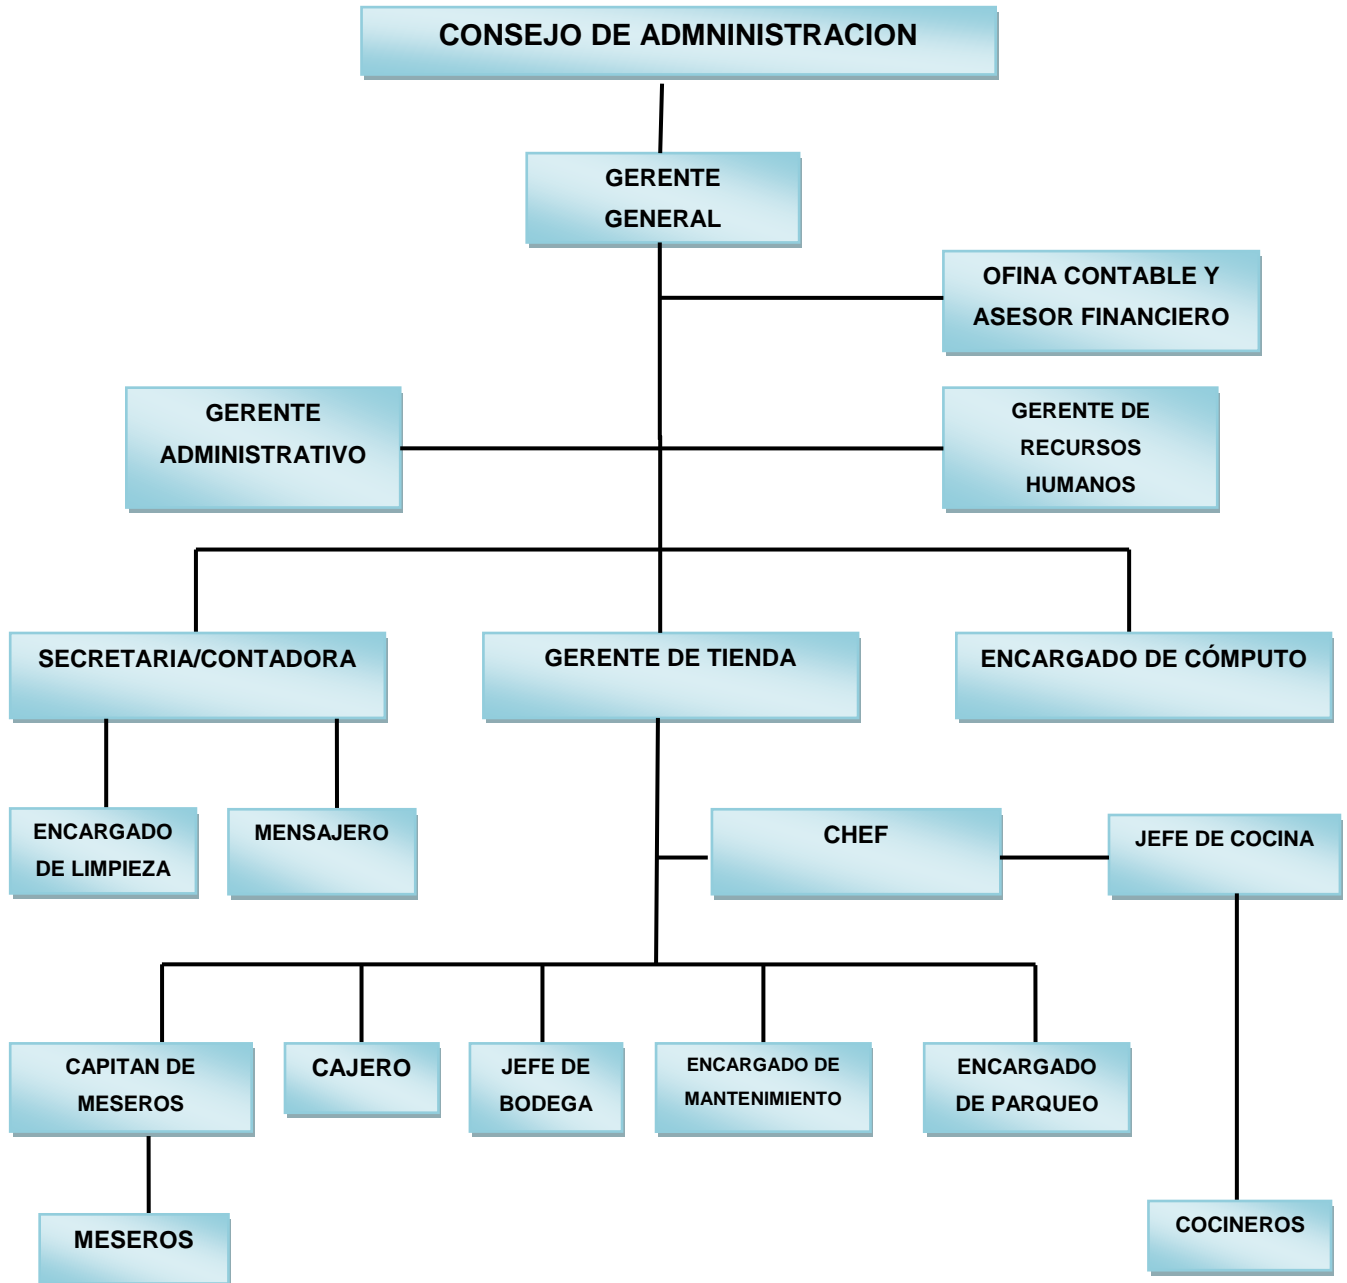 CONSEJO DE ADMNINISTRACION
GERENTE
GENERAL
OFINA CONTABLE Y
ASESOR FINANCIERO
GERENTE
ADMINISTRATIVO
GERENTE DE
RECURSOS
HUMANOS
SECRETARIA/CONTADORA
GERENTE DE TIENDA
ENCARGADO DE CÓMPUTO
ENCARGADO
DE LIMPIEZA
MENSAJERO
CHEF
JEFE DE COCINA
CAPITAN DE
MESEROS
CAJERO
JEFE DE
BODEGA
ENCARGADO DE
MANTENIMIENTO
ENCARGADO
DE PARQUEO
MESEROS
COCINEROS